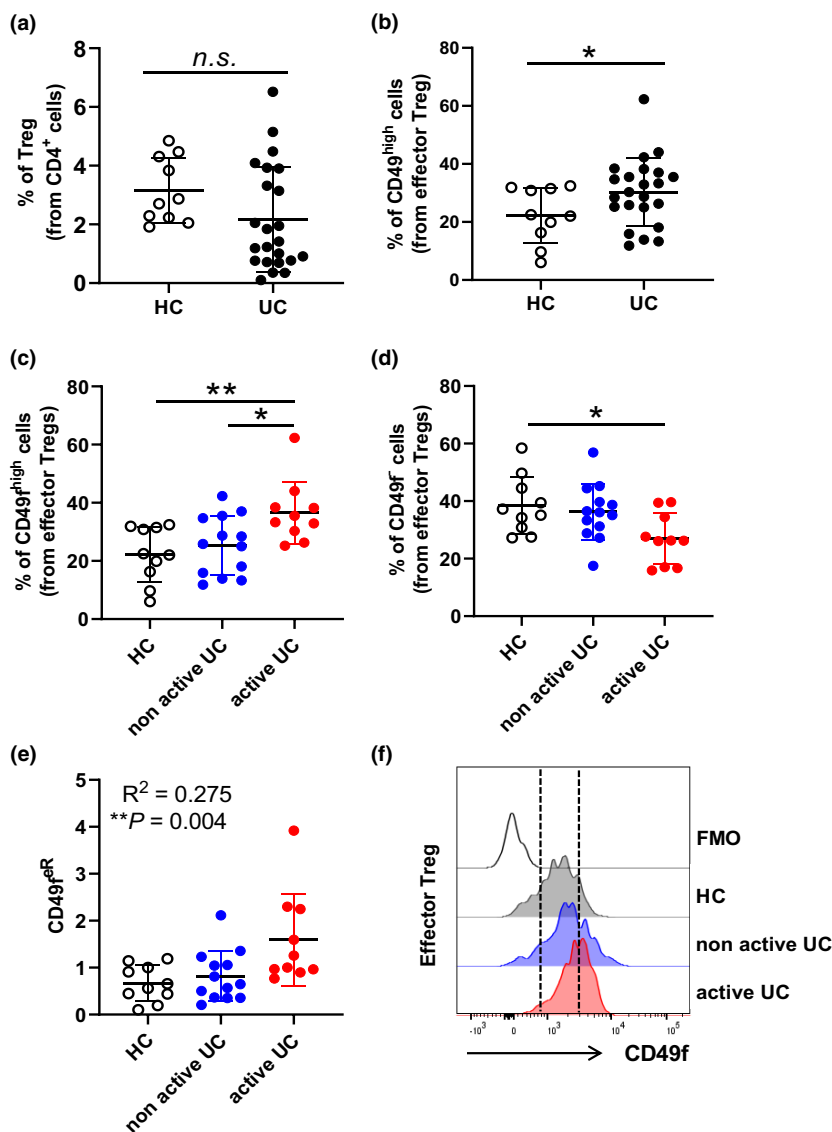 (a)
n.s.
% of Treg
(from CD4⁺ cells)
8
6
4
2
0
HC
UC
(b)
*
% of CD49ʰⁱᵍʰ cells
(from effector Treg)
80
60
40
20
0
HC
UC
(c)
**
*
% of CD49fʰⁱᵍʰ cells
(from effector Tregs)
80
60
40
20
0
HC
non active UC
active UC
(d)
*
% of CD49f⁻ cells
(from effector Tregs)
80
60
40
20
0
HC
non active UC
active UC
(e)
R² = 0.275
**P = 0.004
CD49fᵉᴿ
5
4
3
2
1
0
HC
non active UC
active UC
(f)
Effector Treg
FMO
HC
non active UC
active UC
-10³
0
10³
10⁴
10⁵
CD49f